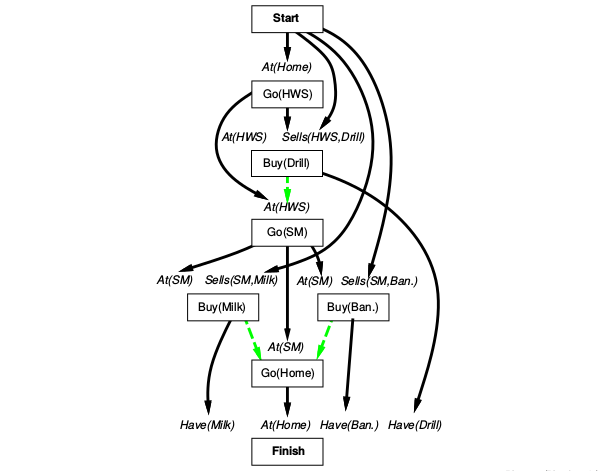 Start
At(Home)
Go(HWS)
At(HWS) Sells(HWS,Drill)
Buy(Drill)
At(HWS)
Go(SM)
At(SM) Sells(SM,Milk) At(SM) Sells(SM,Ban.)
Buy(Milk) Buy(Ban.)
At(SM)
Go(Home)
Have(Milk) At(Home) Have(Ban.) Have(Drill)
Finish